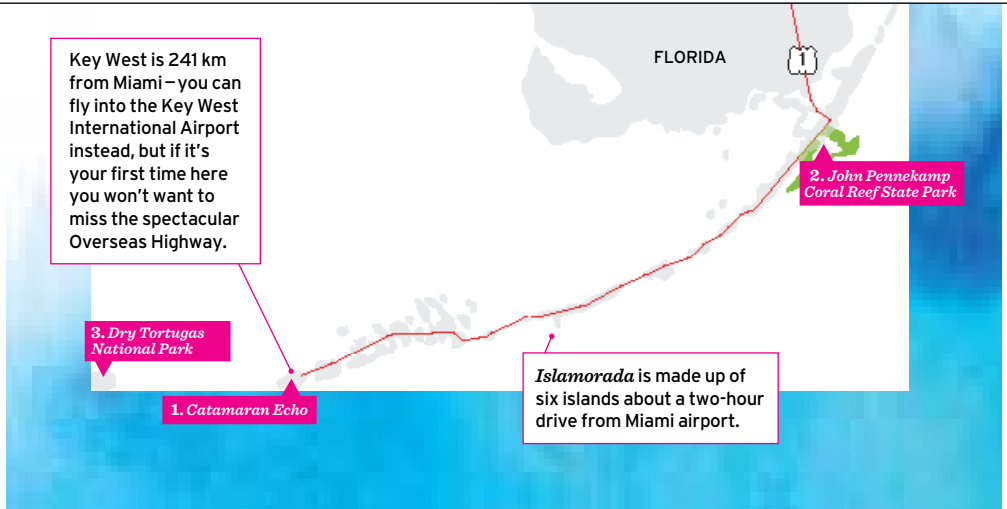 Key West is 241 km
from Miami—you can
fly into the Key West
International Airport
instead, but if it's
your first time here
you won't want to
miss the spectacular
Overseas Highway.
FLORIDA
1
2. John Pennekamp
Coral Reef State Park
3. Dry Tortugas
National Park
1. Catamaran Echo
Islamorada is made up of
six islands about a two-hour
drive from Miami airport.